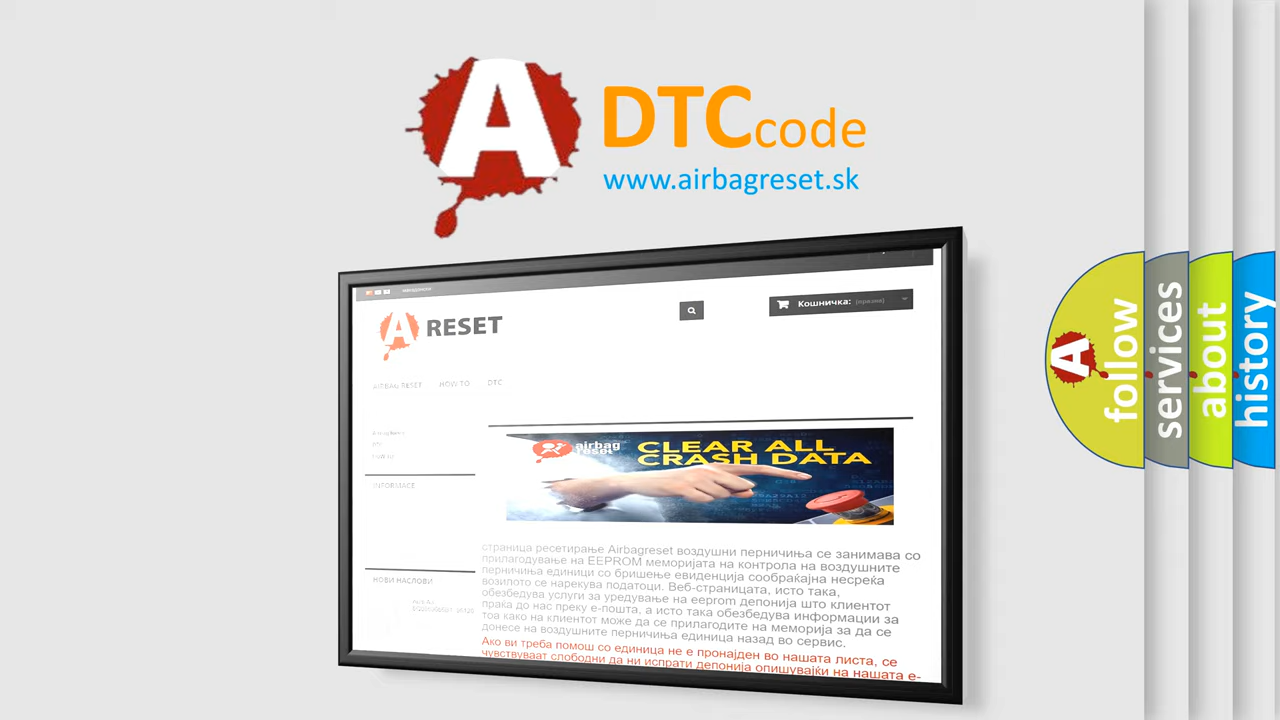 A
DTC code
www.airbagreset.sk
A RESET
Кошничка: (празна)
AIRBAG RESET HOW TO DTC
INFORMACE
НОВИ НАСЛОВИ
airbag
reset
CLEAR ALL
CRASH DATA
страница ресетирање Airbagreset воздушни перничиња се занимава со
прилагодување на EEPROM меморијата на контрола на воздушните
перничиња единици со бришење евиденција сообраќајна несреќа
возилото се нарекува податоци. Веб-страницата, исто така,
обезбедува услуги за уредување на eeprom депонија што клиентот
праќа до нас преку е-пошта, а исто така обезбедува информации за
тоа како на клиентот може да се прилагодите на меморија за да се
донесе на воздушните перничиња единица назад во сервис.
Ако ви треба помош со единица не е пронајден во нашата листа, се
чувствуваат слободни да ни испрати депонија опишувајќи на нашата е-
A
follow
services
about
history